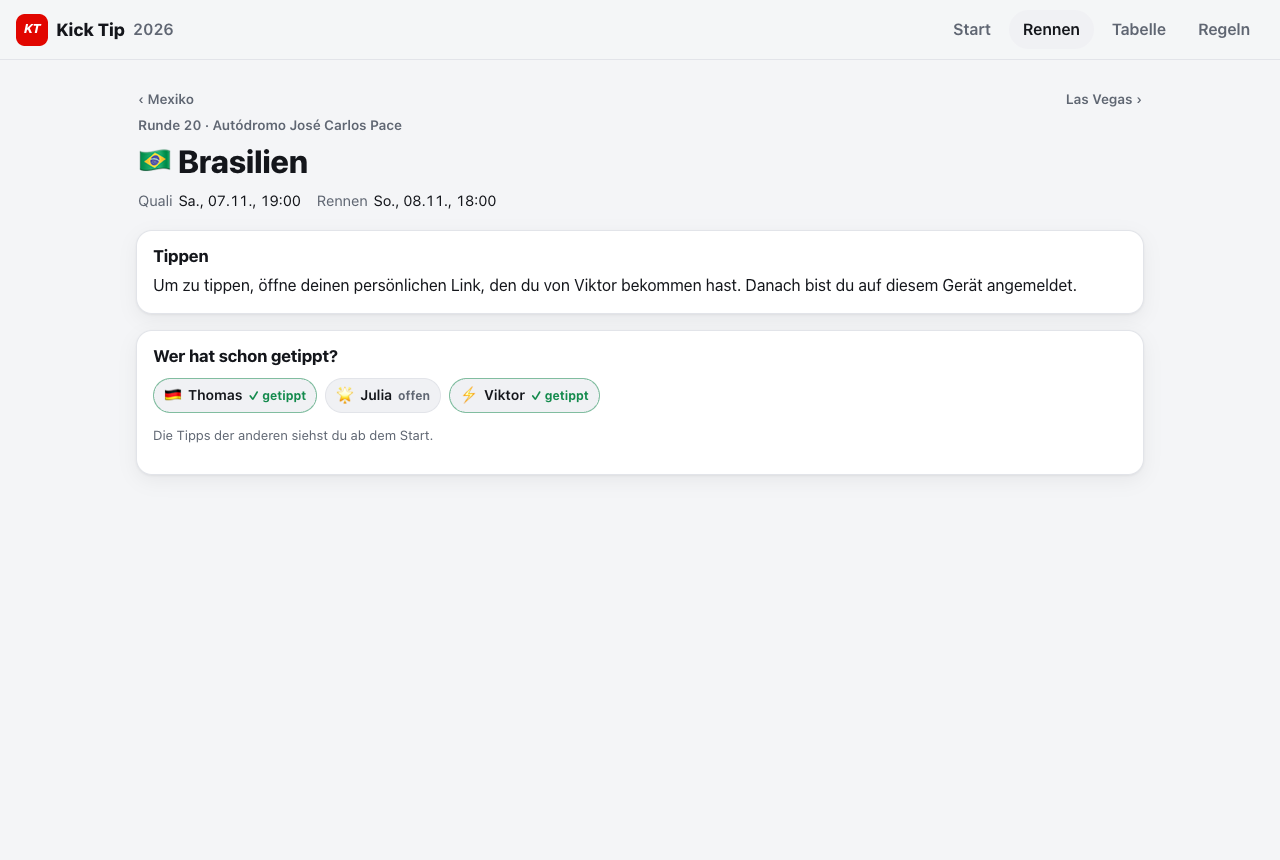 KT Kick Tip 2026 Start Rennen Tabelle Regeln
‹ Mexiko Las Vegas ›
Runde 20 · Autódromo José Carlos Pace
Brasilien
Quali Sa., 07.11., 19:00 Rennen So., 08.11., 18:00
Tippen
Um zu tippen, öffne deinen persönlichen Link, den du von Viktor bekommen hast. Danach bist du auf diesem Gerät angemeldet.
Wer hat schon getippt?
Thomas ✓ getippt Julia offen Viktor ✓ getippt
Die Tipps der anderen siehst du ab dem Start.